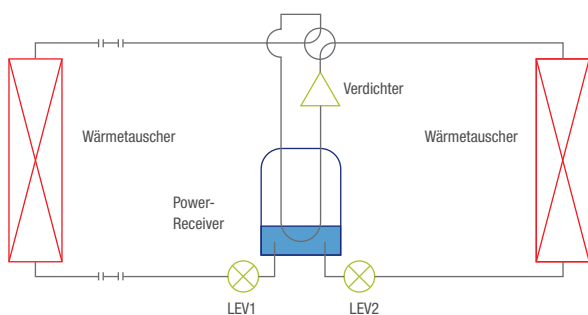 Verdichter
Wärmetauscher
Wärmetauscher
Power-
Receiver
LEV1
LEV2